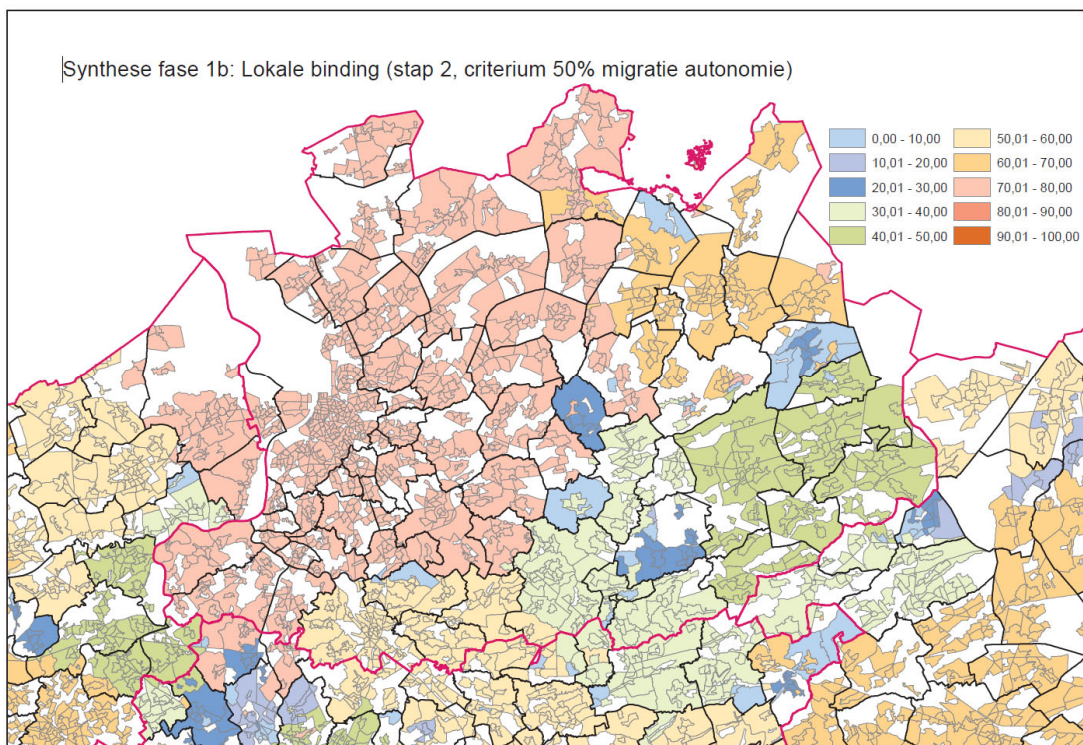 Synthese fase 1b: Lokale binding (stap 2, criterium 50% migratie autonomie)
0,00 - 10,00
10,01 - 20,00
20,01 - 30,00
30,01 - 40,00
40,01 - 50,00
50,01 - 60,00
60,01 - 70,00
70,01 - 80,00
80,01 - 90,00
90,01 - 100,00